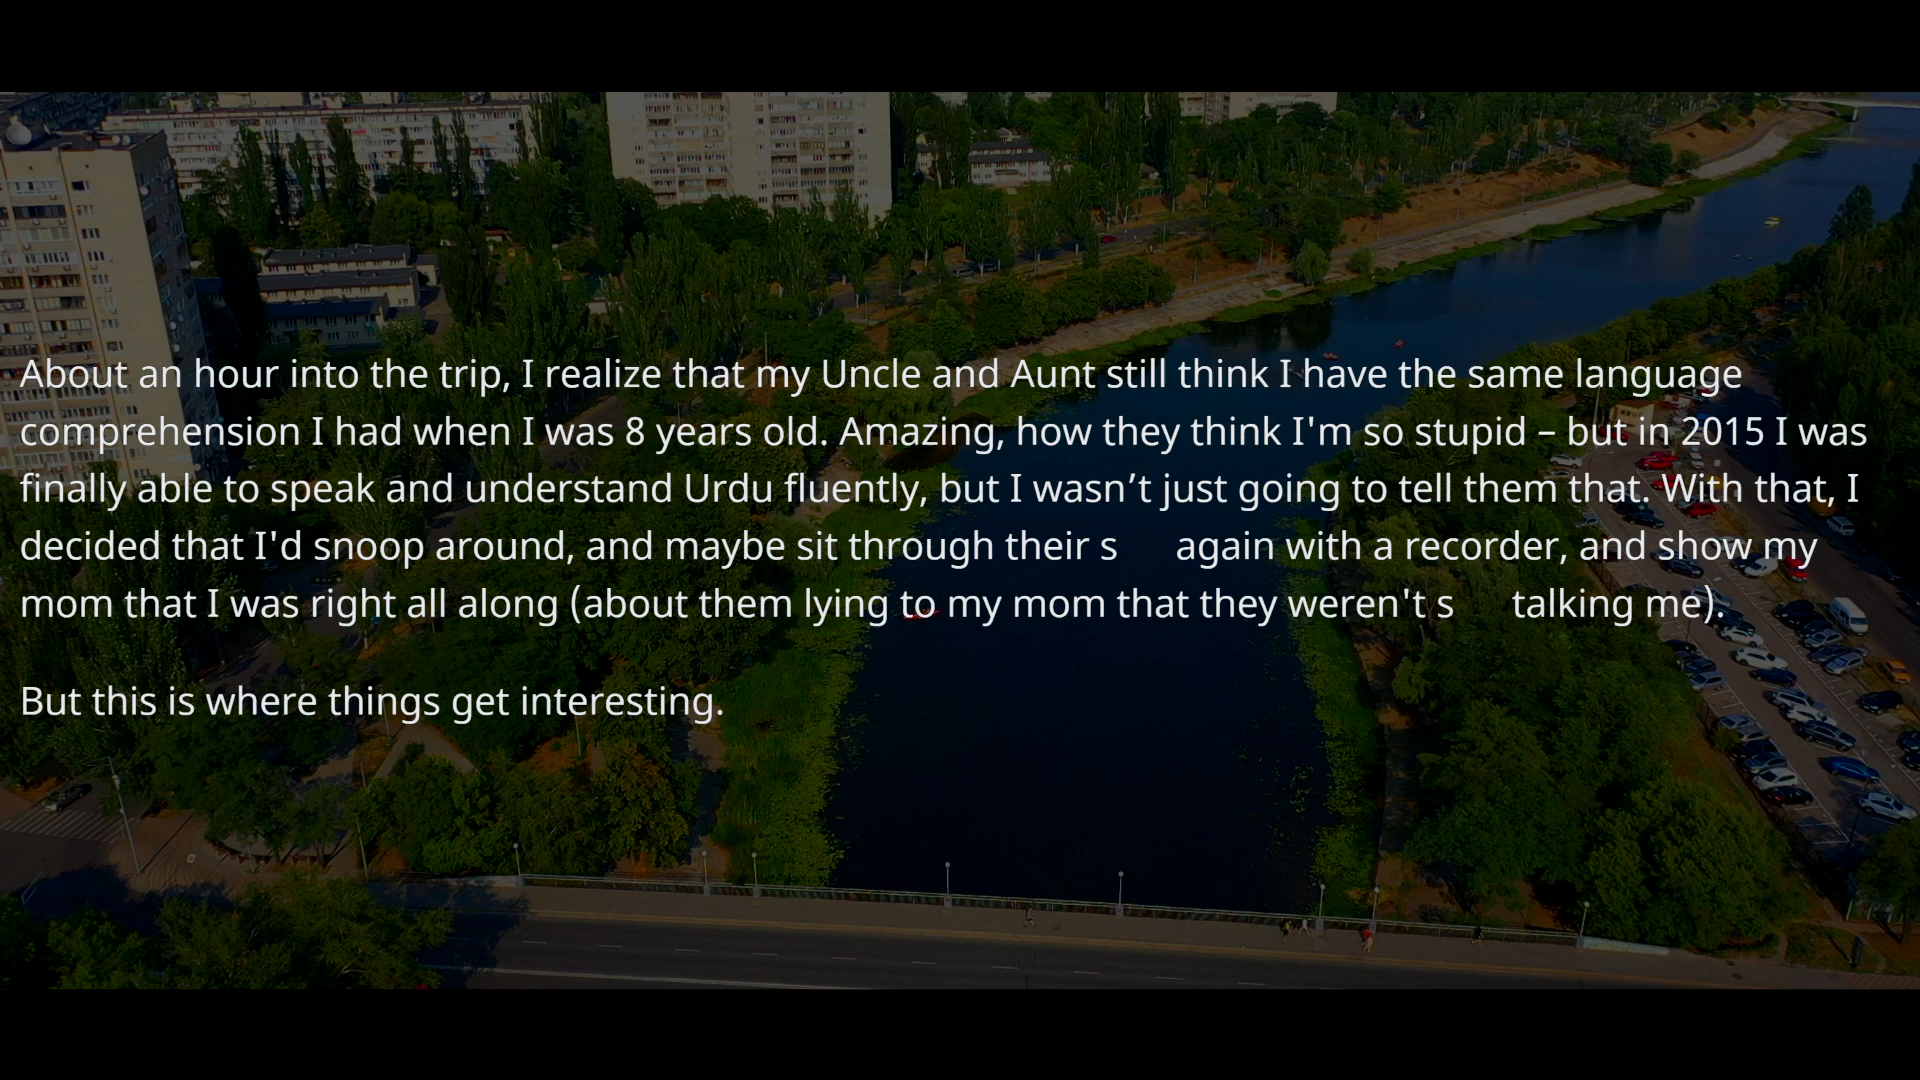 About an hour into the trip, I realize that my Uncle and Aunt still think I have the same language
comprehension I had when I was 8 years old. Amazing, how they think I'm so stupid – but in 2015 I was
finally able to speak and understand Urdu fluently, but I wasn’t just going to tell them that. With that, I
decided that I'd snoop around, and maybe sit through their s again with a recorder, and show my
mom that I was right all along (about them lying to my mom that they weren't s talking me).
But this is where things get interesting.